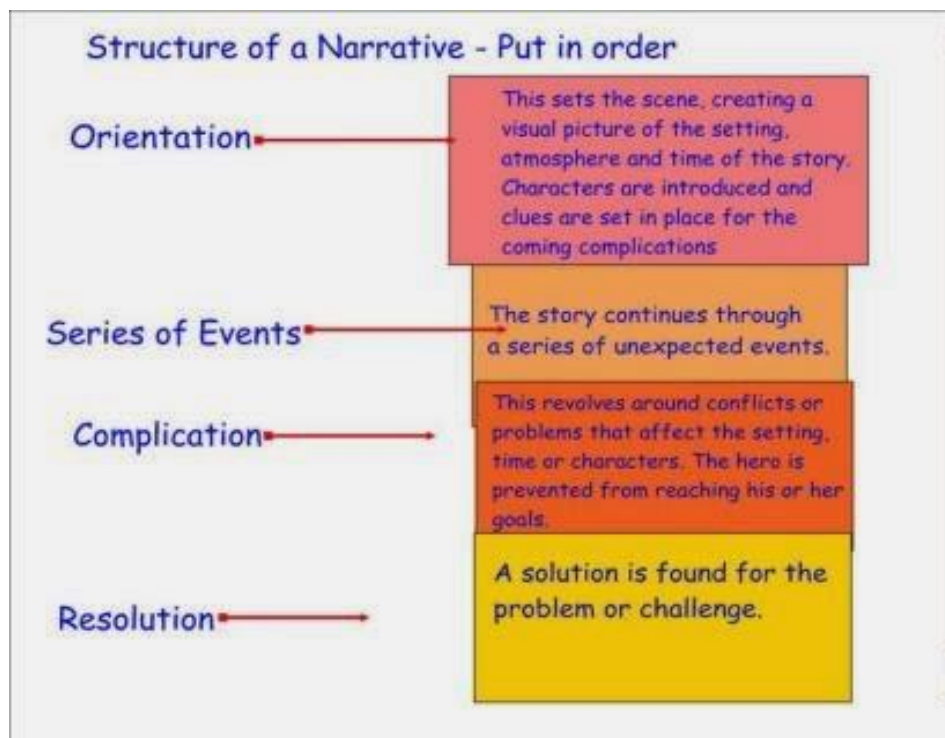 Structure of a Narrative - Put in order
Orientation
This sets the scene, creating a
visual picture of the setting,
atmosphere and time of the story.
Characters are introduced and
clues are set in place for the
coming complications
Series of Events
The story continues through
a series of unexpected events.
Complication
This revolves around conflicts or
problems that affect the setting,
time or characters. The hero is
prevented from reaching his or her
goals.
Resolution
A solution is found for the
problem or challenge.